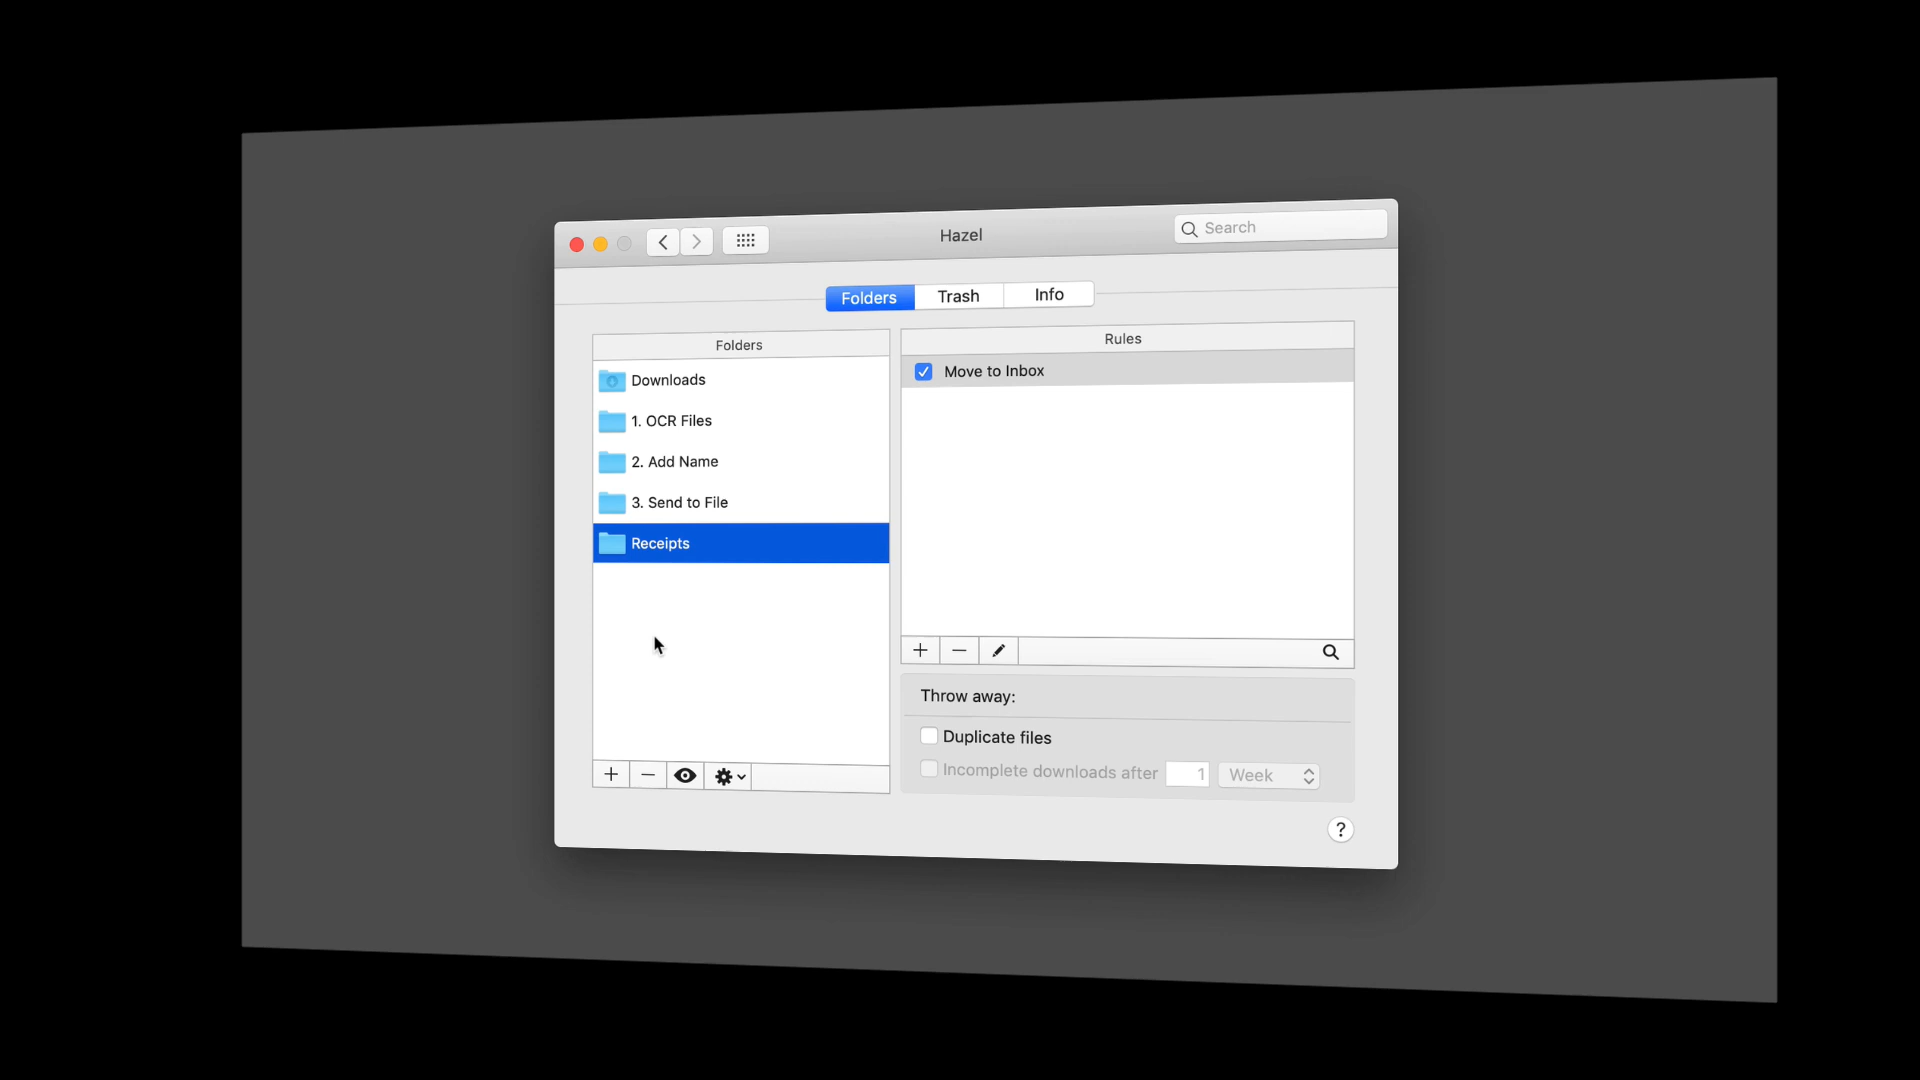 Hazel
Search
Folders
Trash
Info
Folders
Rules
Downloads
1. OCR Files
2. Add Name
3. Send to File
Receipts
Move to Inbox
Throw away:
Duplicate files
Incomplete downloads after 1 Week
?